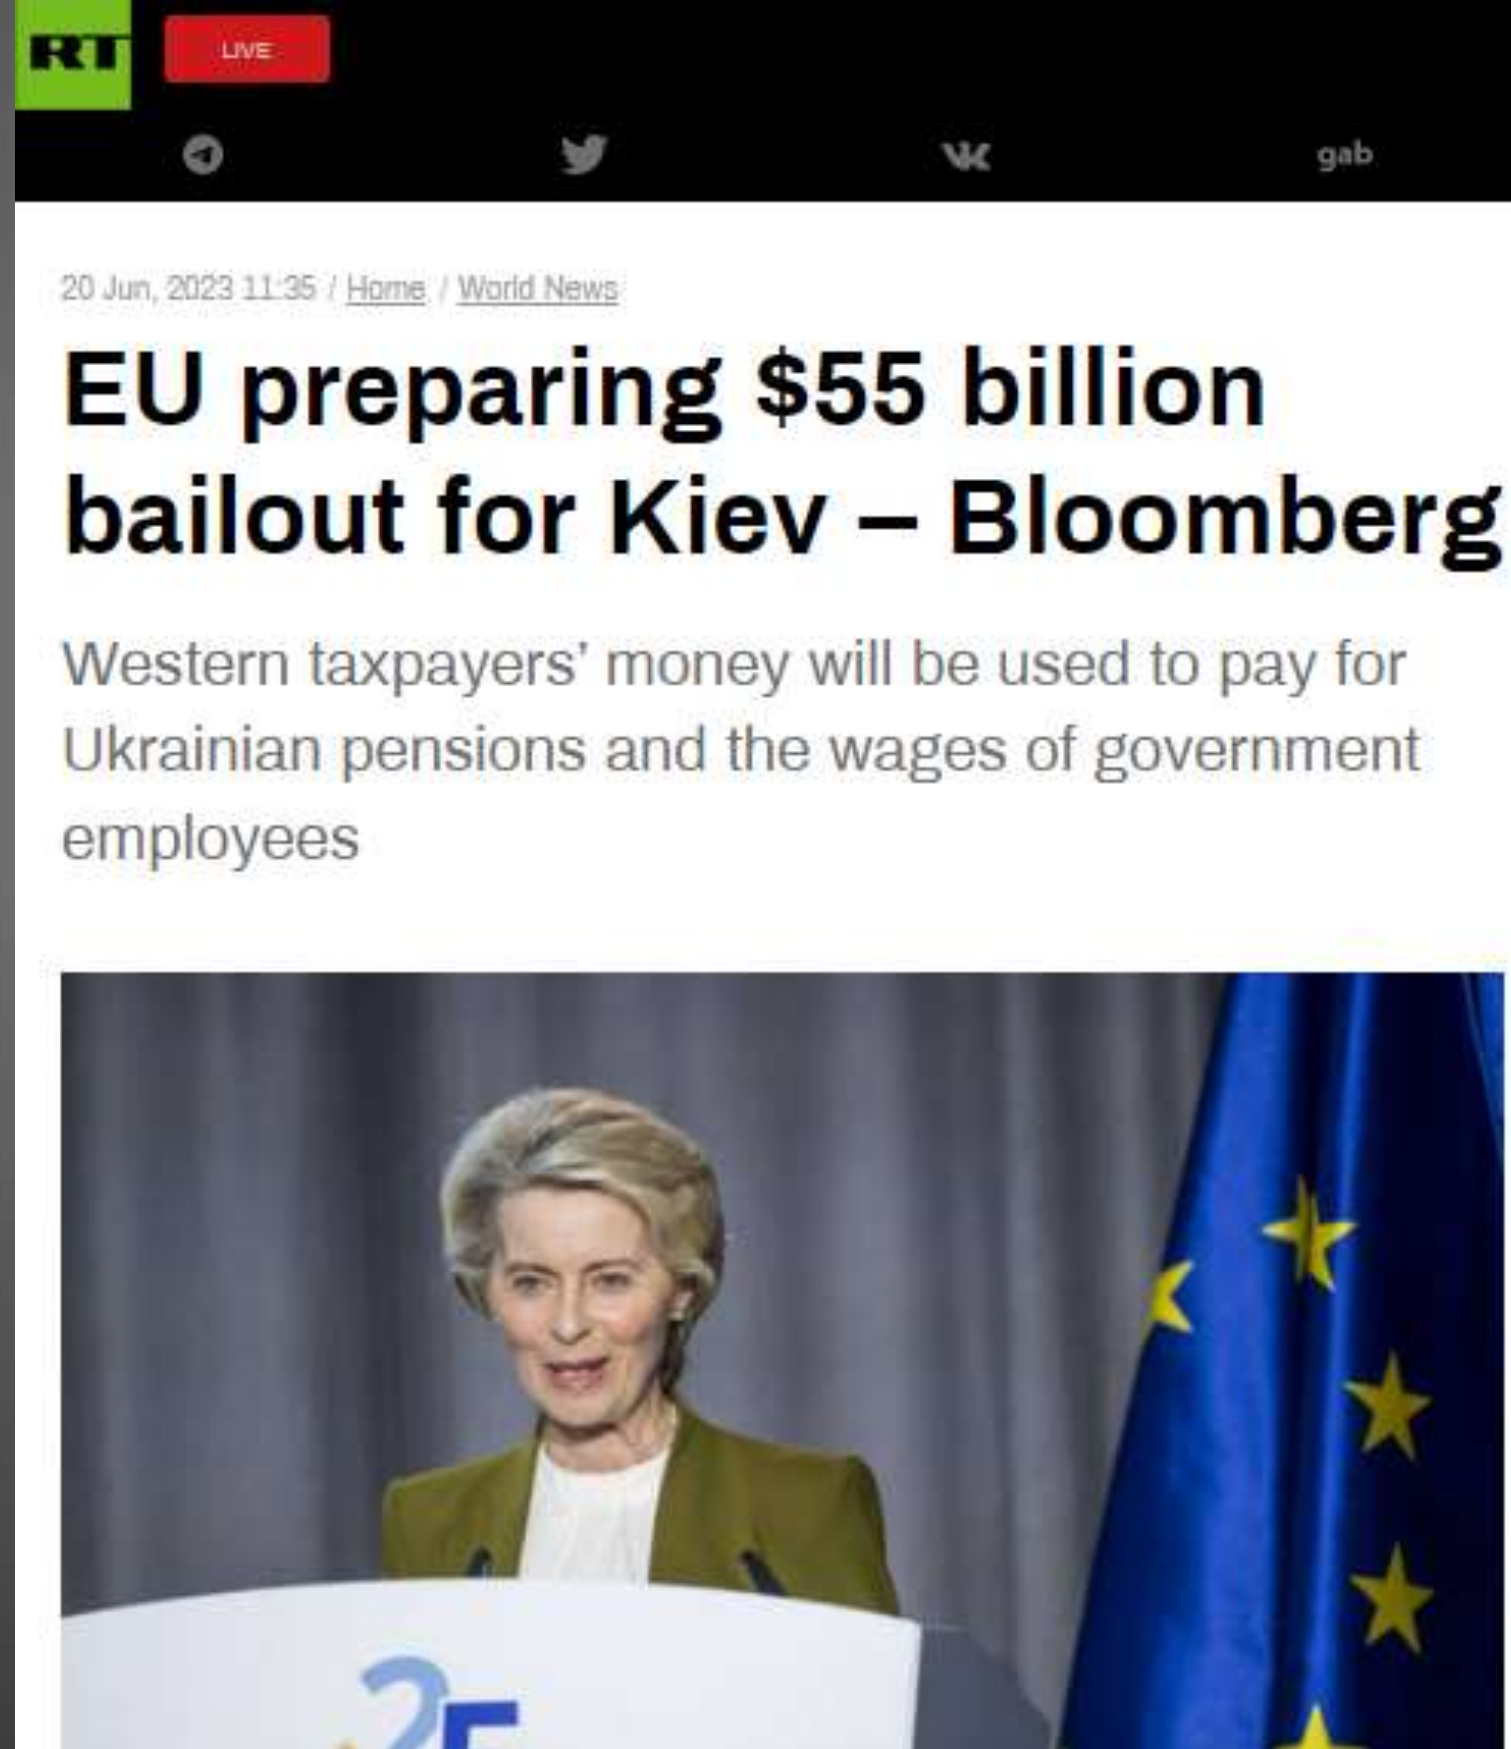 RT
LIVE
gab
20 Jun, 2023 11:35 / Home / World News
EU preparing $55 billion
bailout for Kiev – Bloomberg
Western taxpayers’ money will be used to pay for
Ukrainian pensions and the wages of government
employees
25